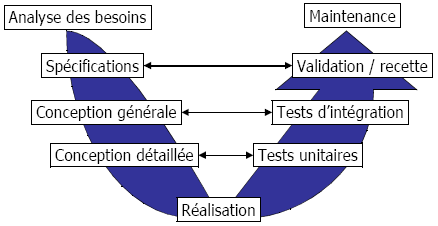 Analyse des besoins
Maintenance
Spécifications
Validation / recette
Conception générale
Tests d'intégration
Conception détaillée
Tests unitaires
Réalisation